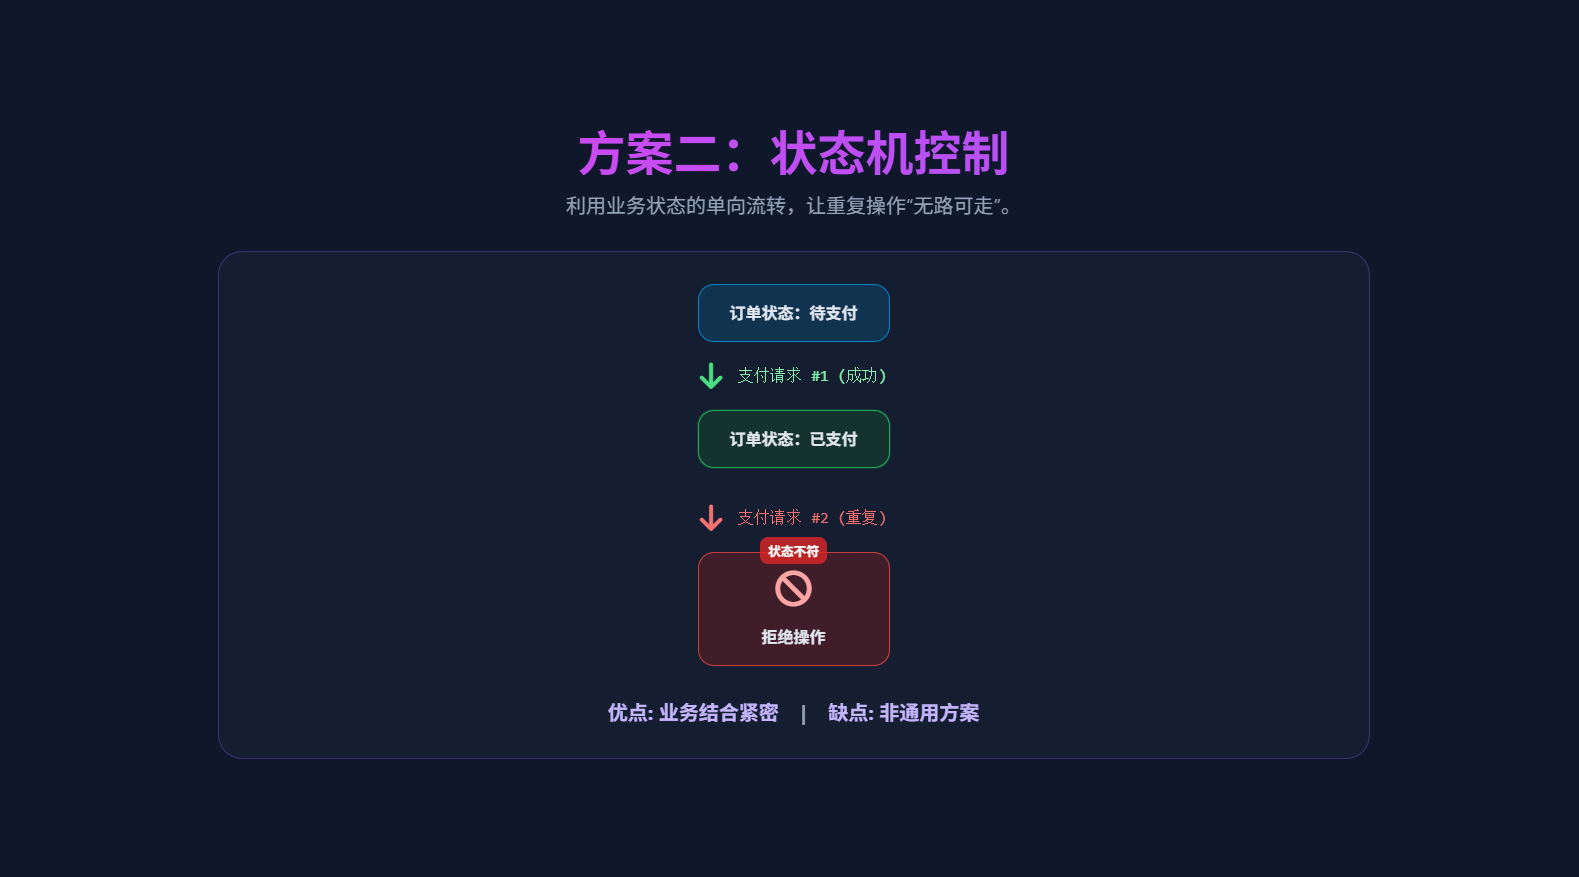 方案二：状态机控制
利用业务状态的单向流转，让重复操作"无路可走"。
订单状态：待支付
支付请求 #1 (成功)
订单状态：已支付
支付请求 #2 (重复)
状态不符
拒绝操作
优点: 业务结合紧密 | 缺点: 非通用方案